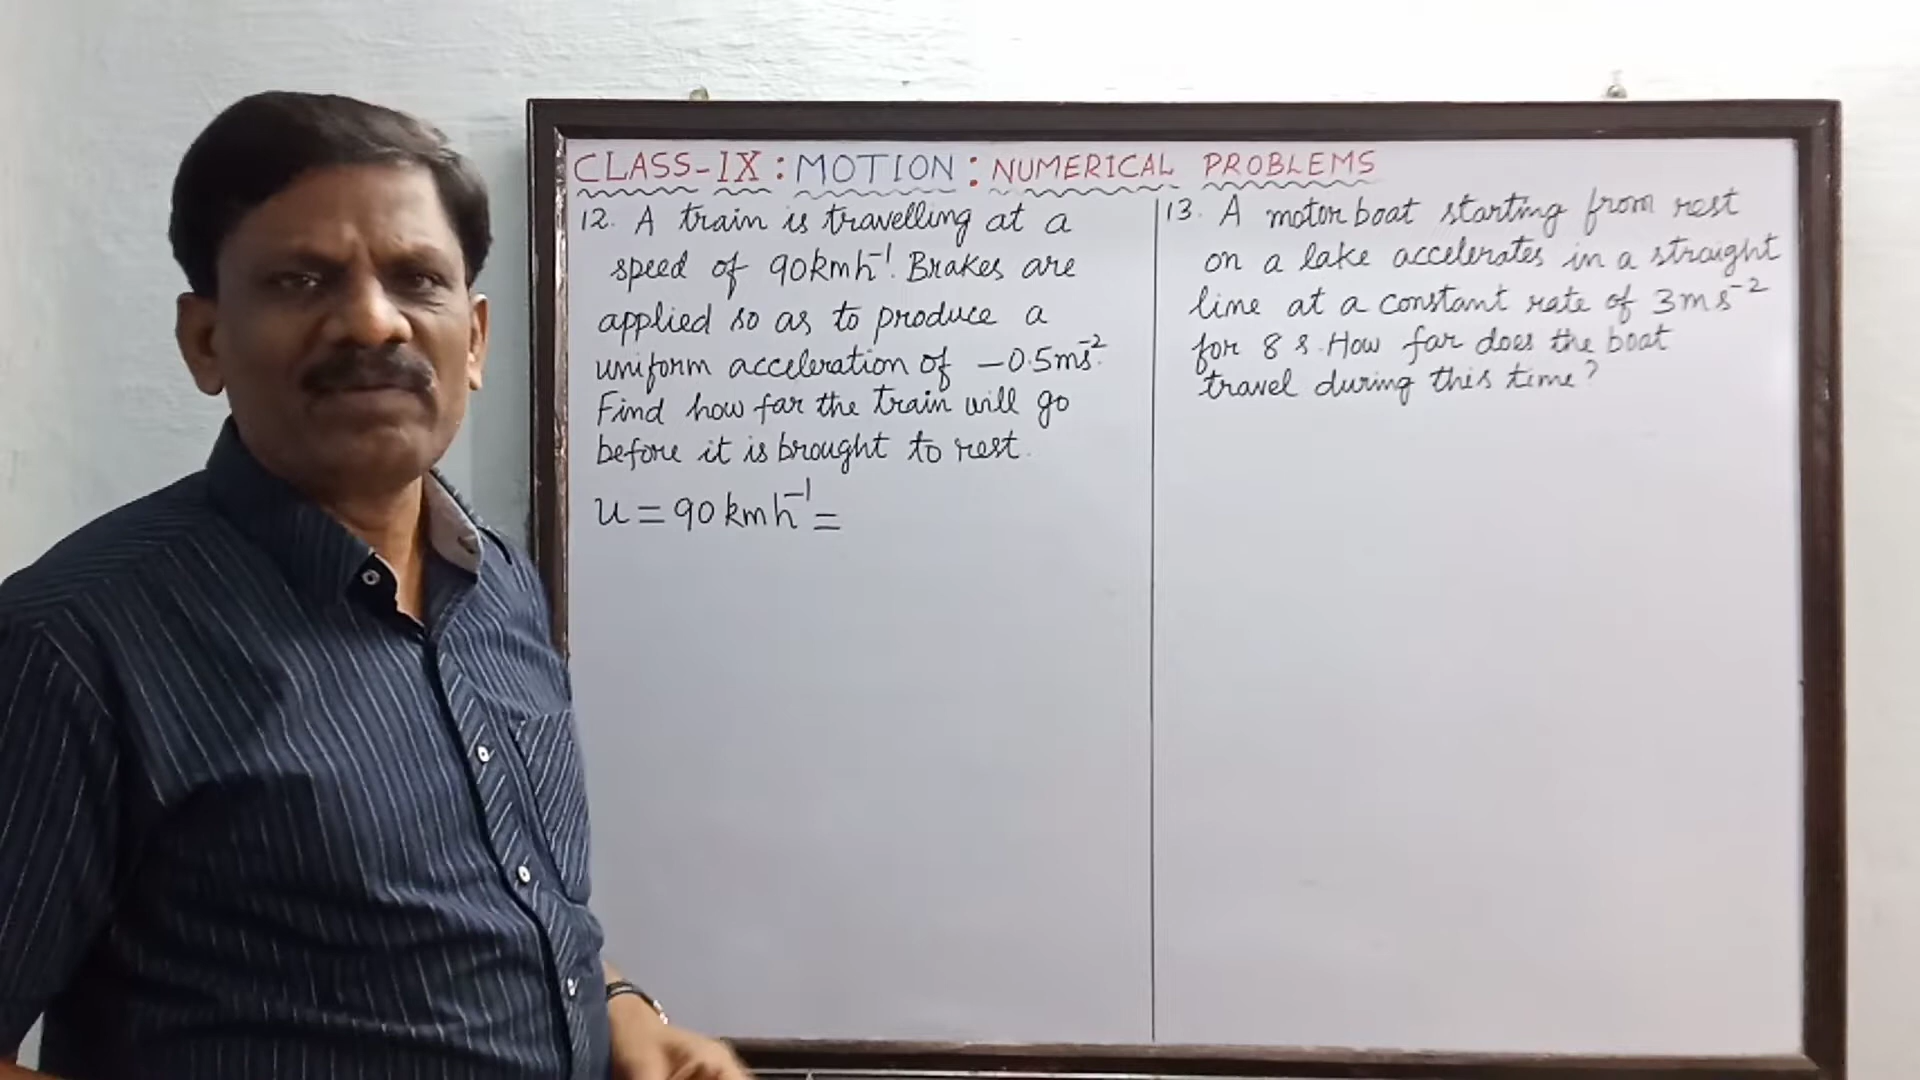 CLASS-IX : MOTION : NUMERICAL PROBLEMS
12. A train is travelling at a
speed of 90kmh⁻¹. Brakes are
applied so as to produce a
uniform acceleration of –0.5ms⁻².
Find how far the train will go
before it is brought to rest.
u = 90 kmh⁻¹ =
13. A motorboat starting from rest
on a lake accelerates in a straight
line at a constant rate of 3ms⁻²
for 8 s. How far does the boat
travel during this time?